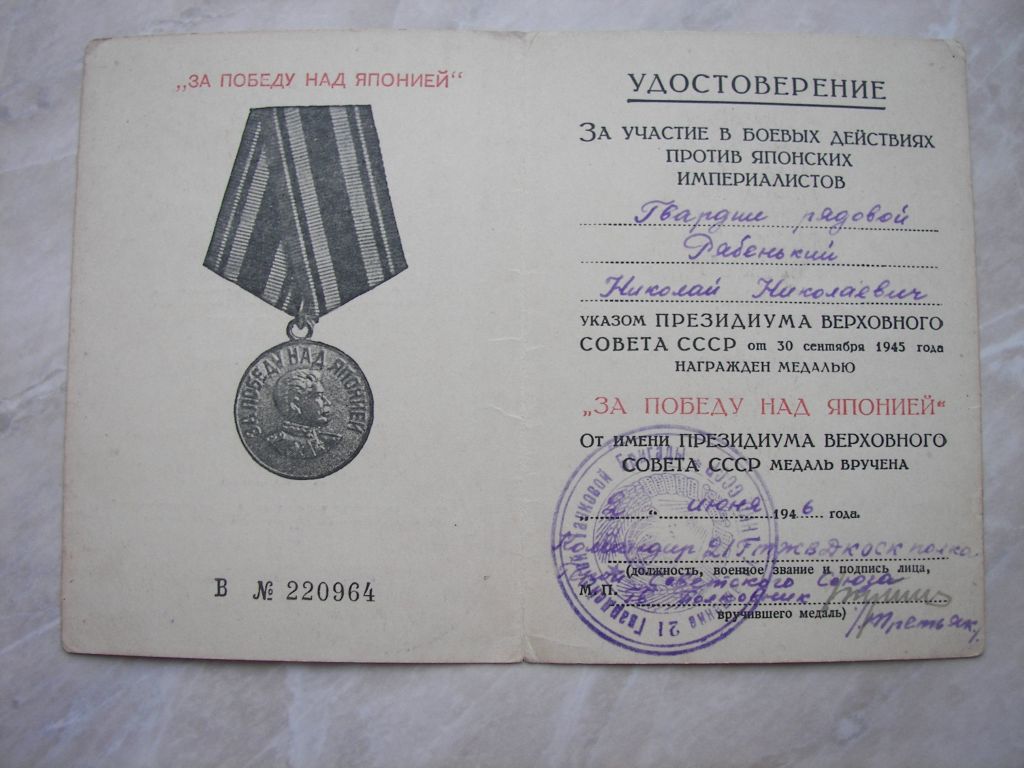 „ЗА ПОБЕДУ НАД ЯПОНИЕЙ“
ЗА ПОБЕДУ НАД ЯПОНИЕЙ
В № 220964
УДОСТОВЕРЕНИЕ
ЗА УЧАСТИЕ В БОЕВЫХ ДЕЙСТВИЯХ
ПРОТИВ ЯПОНСКИХ
ИМПЕРИАЛИСТОВ
Гвардии рядовой
Рябенький
Николай Николаевич
УКАЗОМ ПРЕЗИДИУМА ВЕРХОВНОГО
СОВЕТА СССР от 30 сентября 1945 года
НАГРАЖДЕН МЕДАЛЬЮ
„ЗА ПОБЕДУ НАД ЯПОНИЕЙ“
ОТ ИМЕНИ ПРЕЗИДИУМА ВЕРХОВНОГО
СОВЕТА СССР МЕДАЛЬ ВРУЧЕНА
„2“ июня 1946 года.
Командир 21 полка
(должность, военное звание и подпись лица,
Советского Союза
М. П. гв. полковник
вручившего медаль) /Третьяк/